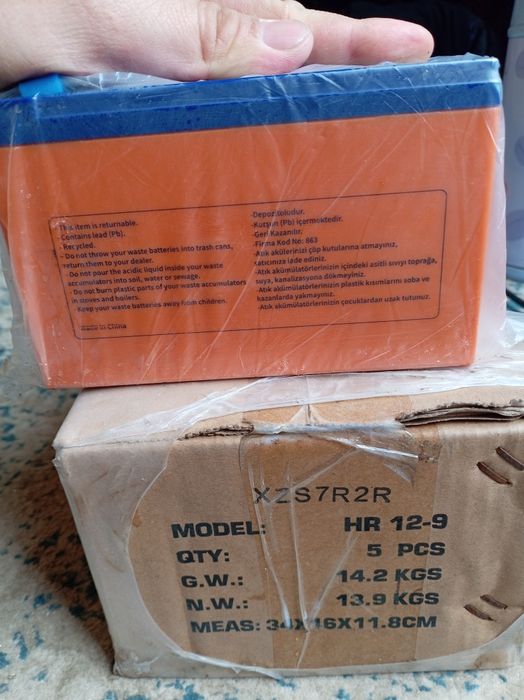 This item is returnable.
-Contains lead (Pb).
-Recycled.
- Do not throw your waste batteries into trash cans,
return them to your dealer.
- Do not pour the acidic liquid inside your waste
accumulators into soil, water or sewage.
- Do not burn plastic parts of your waste accumulators
in stoves and boilers.
- Keep your waste batteries away from children.
Made in China
-Depozitoludur.
-Kurşun (Pb) içermektedir.
-Geri Kazanılır.
-Firma Kod No: 863
-Atık akülerinizi çöp kutularına atmayınız,
satıcınıza iade ediniz.
-Atık akümülatörlerinizin içindeki asitli sıvıyı toprağa,
suya, kanalizasyona dökmeyiniz.
-Atık akümülatörlerinizin plastik kısımlarını soba ve
kazanlarda yakmayınız.
-Atık akümülatörlerinizin çocuklardan uzak tutunuz.
XZS7R2R
MODEL: HR 12-9
QTY: 5 PCS
G.W.: 14.2 KGS
N.W.: 13.9 KGS
MEAS: 34X16X11.8CM